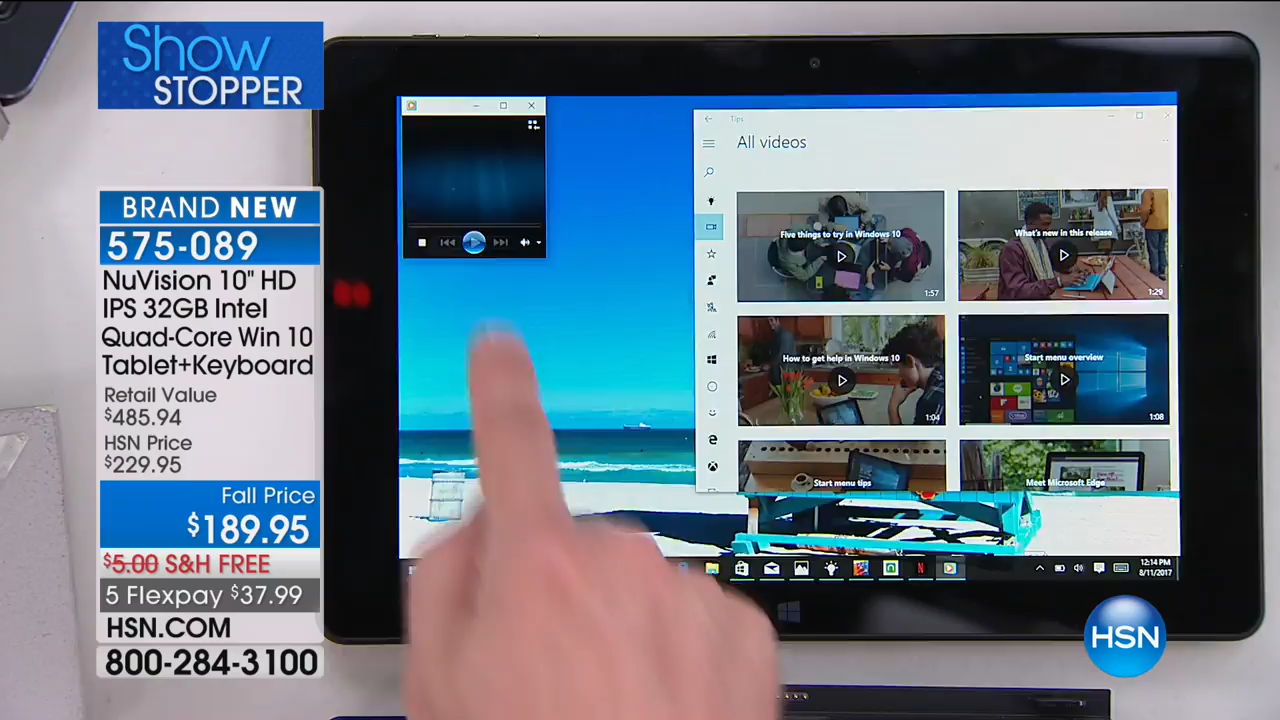 Show
STOPPER
BRAND NEW
575-089
NuVision 10" HD
IPS 32GB Intel
Quad-Core Win 10
Tablet+Keyboard
Retail Value
$485.94
HSN Price
$229.95
Fall Price
$189.95
$5.00 S&H FREE
5 Flexpay $37.99
HSN.COM
800-284-3100
Tips
All videos
Five things to try in Windows 10
1:57
What's new in this release
1:29
How to get help in Windows 10
1:04
Start menu overview
1:08
Start menu tips
Meet Microsoft Edge
12:14 PM
8/11/2017
HSN